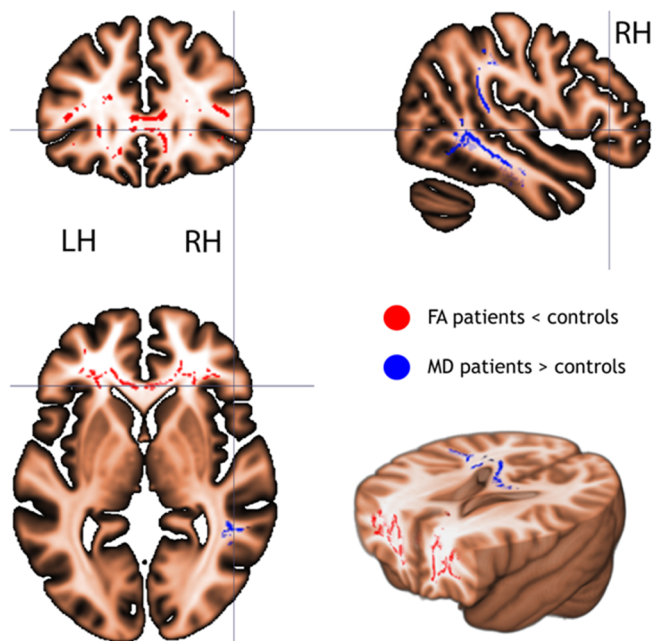 RH
LH
RH
FA patients < controls
MD patients > controls